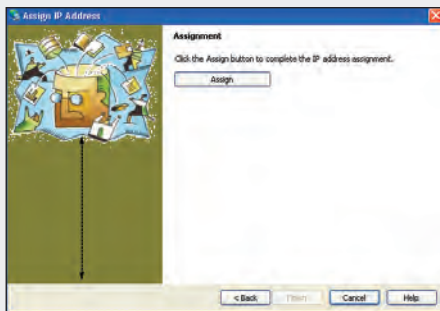 Assign IP Address
Assignment
Click the Assign button to complete the IP address assignment.
Assign
< Back
Finish
Cancel
Help